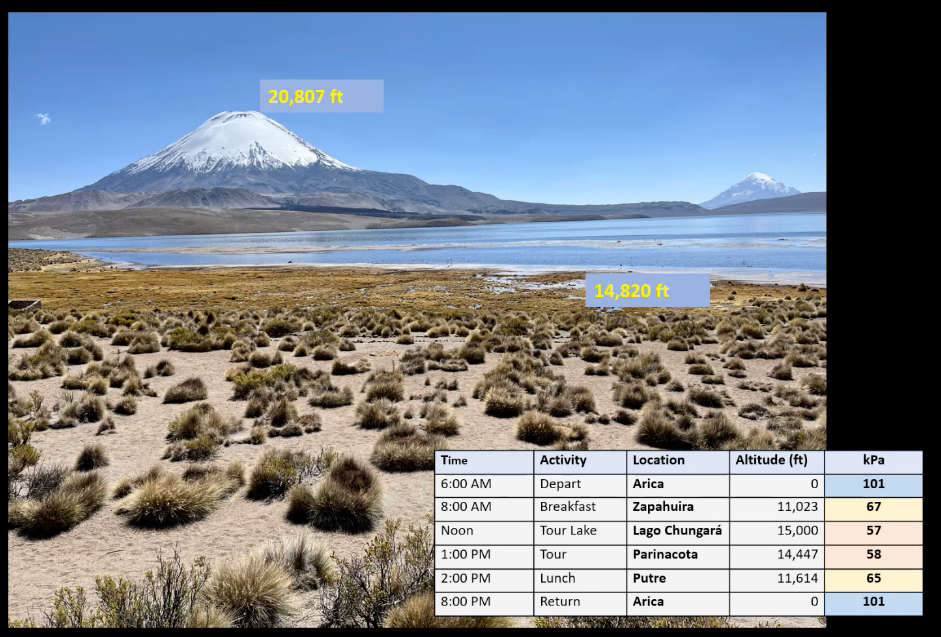 20,807 ft
14,820 ft
Time Activity Location Altitude (ft) kPa
6:00 AM Depart Arica 0 101
8:00 AM Breakfast Zapahuira 11,023 67
Noon Tour Lake Lago Chungará 15,000 57
1:00 PM Tour Parinacota 14,447 58
2:00 PM Lunch Putre 11,614 65
8:00 PM Return Arica 0 101